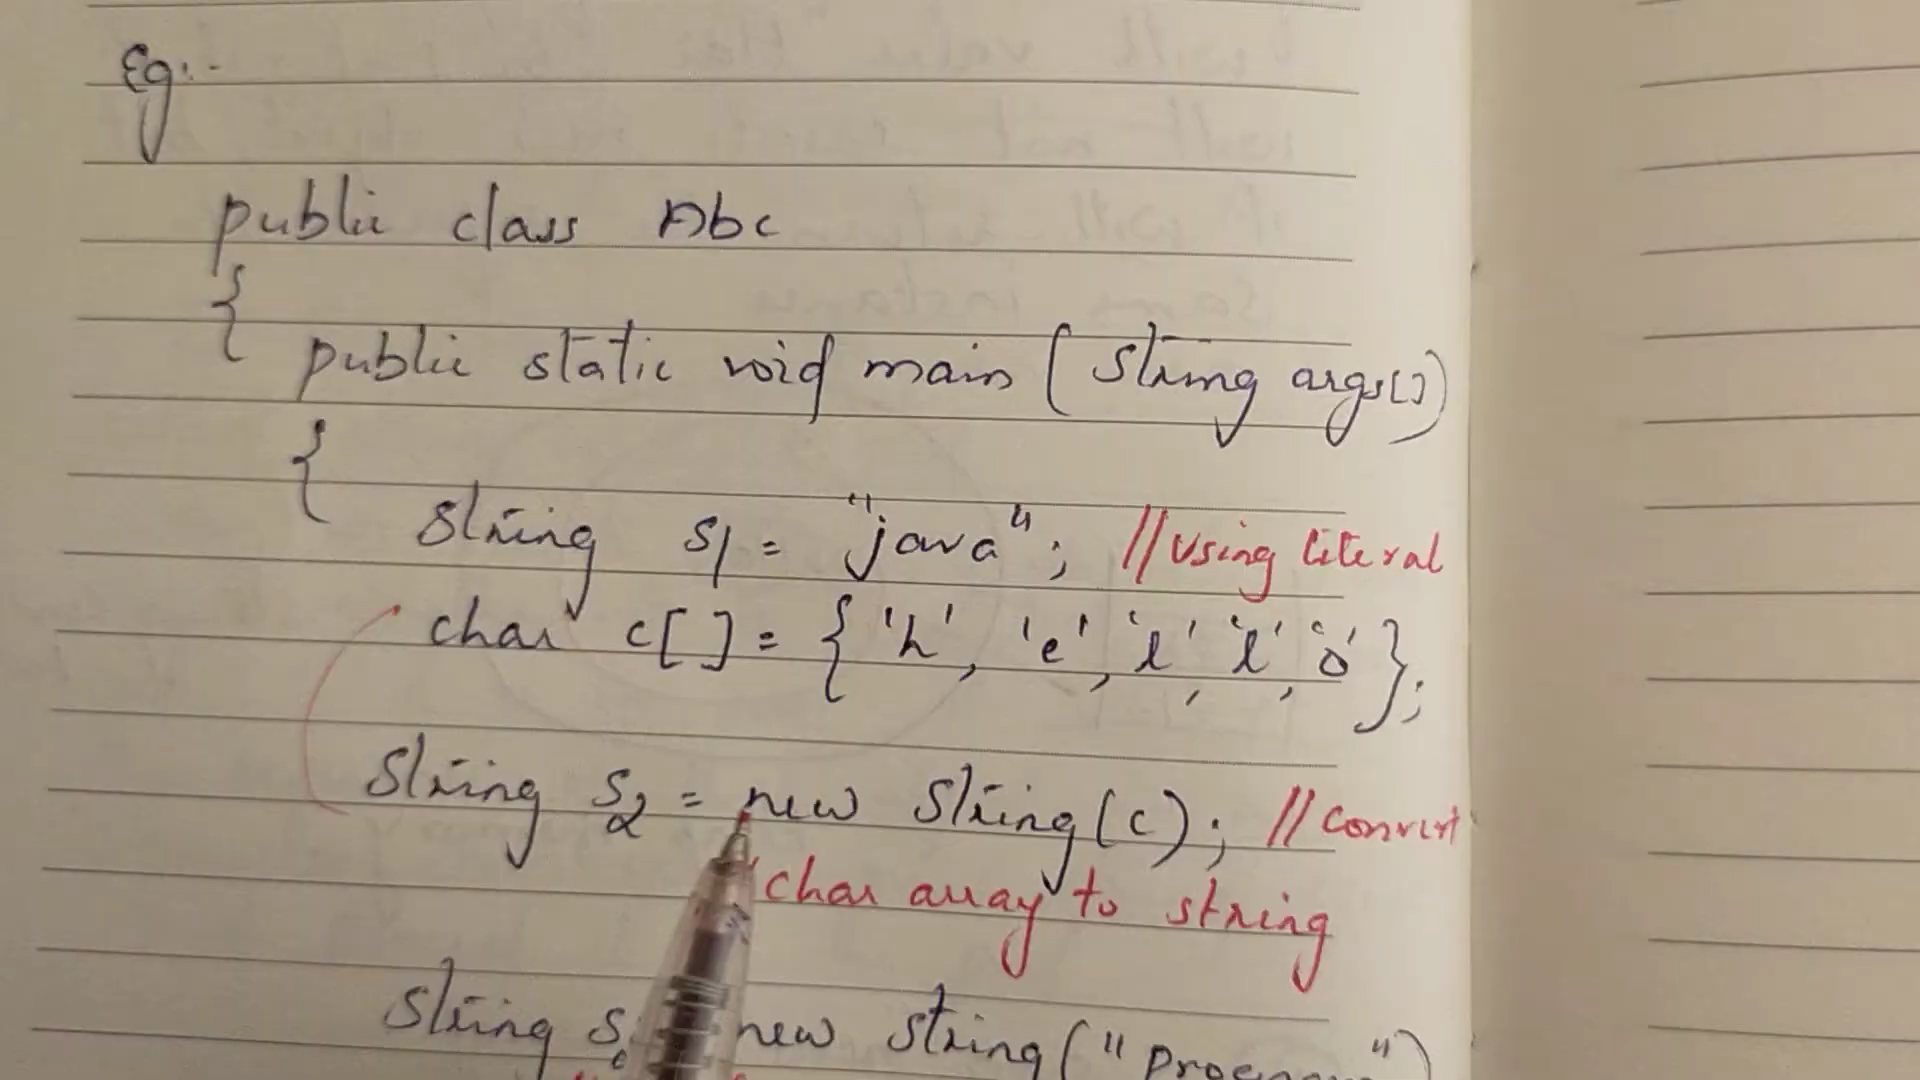 Eg:-
public class Abc
{
public static void main (String args[])
{
String s1 = "java"; //Using literal
char c[] = { 'h', 'e', 'l', 'l', 'o' };
String s2 = new String(c); //Convert
char array to string
String s new String("